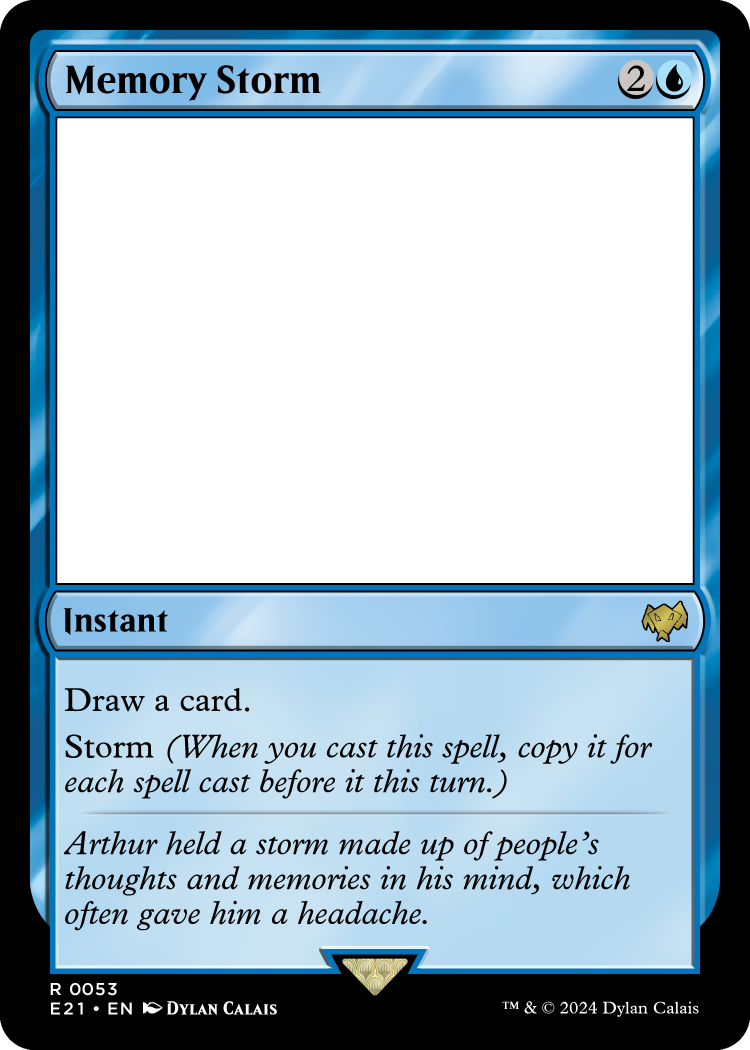 Memory Storm 2
Instant
Draw a card.
Storm (When you cast this spell, copy it for
each spell cast before it this turn.)
Arthur held a storm made up of people's
thoughts and memories in his mind, which
often gave him a headache.
R 0053
E21 • EN Dylan Calais
™ & © 2024 Dylan Calais